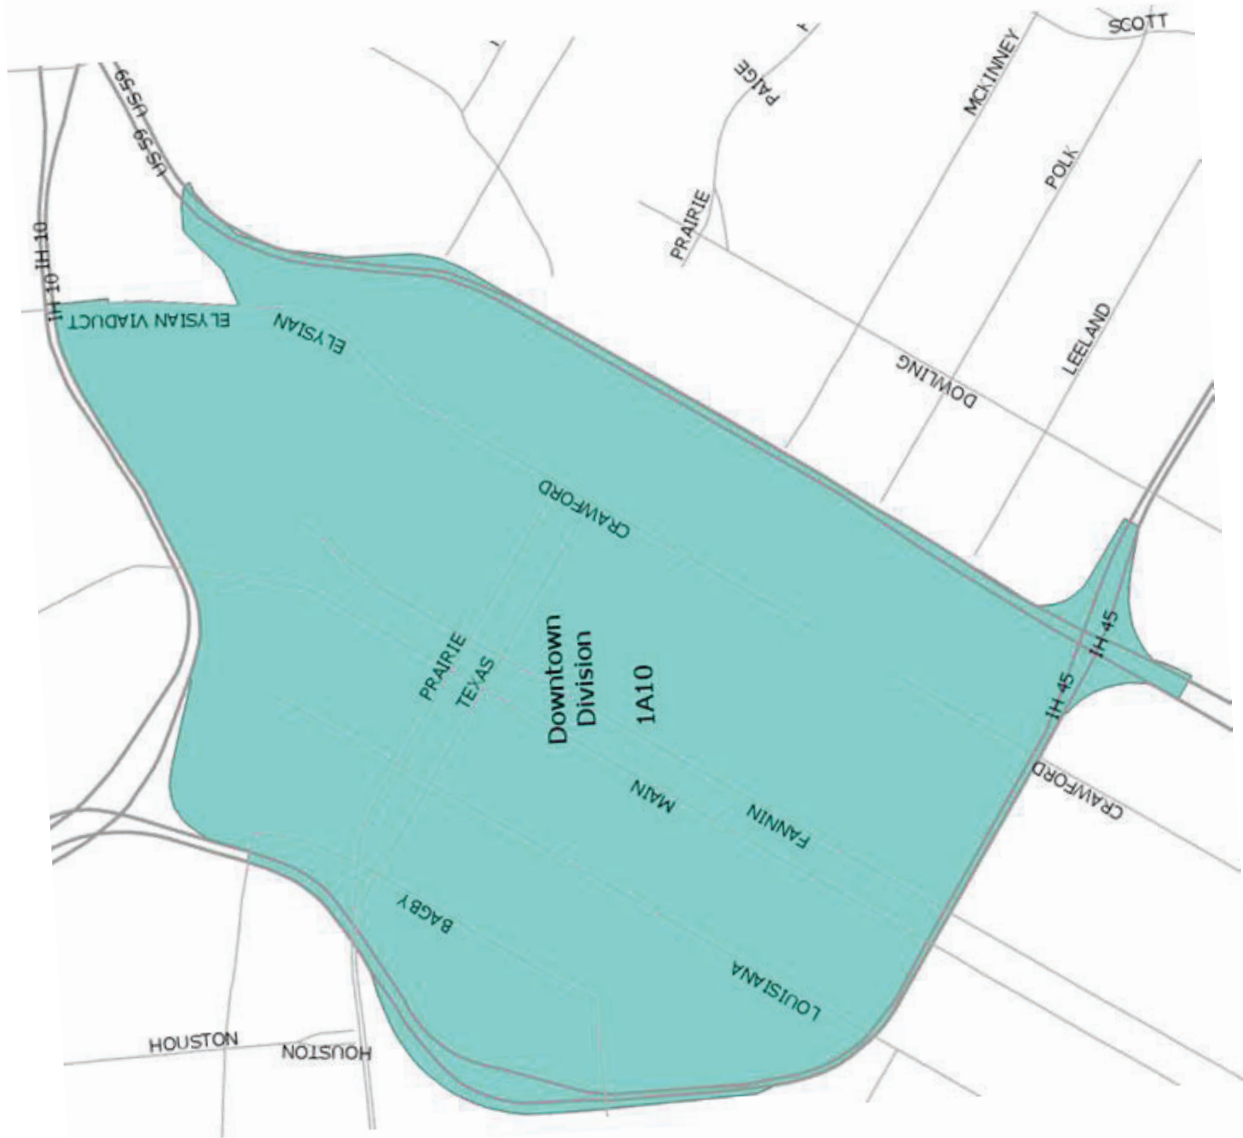 SCOTT
MCKINNEY
US 59
PAIGE
US 59
POLK
PRAIRIE
IH 10
IH 10
ELYSIAN VIADUCT
ELYSIAN
LEELAND
DOWLING
CRAWFORD
PRAIRIE
TEXAS
Downtown
Division
1A10
IH 45
IH 45
CRAWFORD
MAIN
FANNIN
BAGBY
LOUISIANA
HOUSTON
HOUSTON